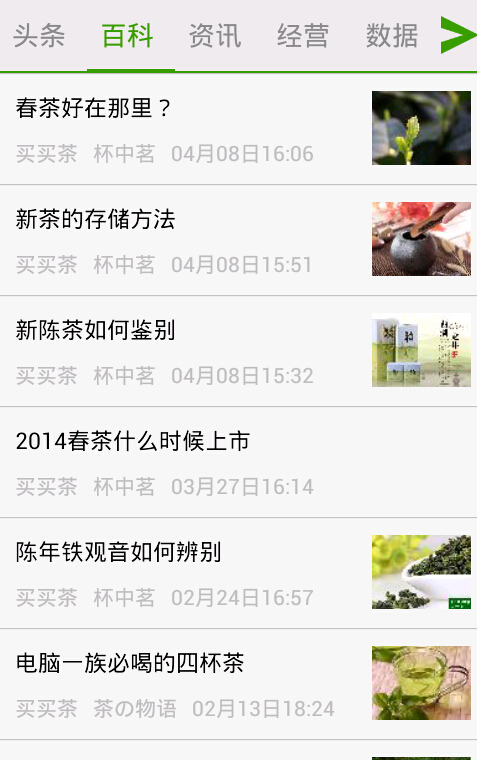 头条 百科 资讯 经营 数据
春茶好在那里？
买买茶 杯中茗 04月08日16:06
新茶的存储方法
买买茶 杯中茗 04月08日15:51
新陈茶如何鉴别
买买茶 杯中茗 04月08日15:32
2014春茶什么时候上市
买买茶 杯中茗 03月27日16:14
陈年铁观音如何辨别
买买茶 杯中茗 02月24日16:57
电脑一族必喝的四杯茶
买买茶 茶の物语 02月13日18:24